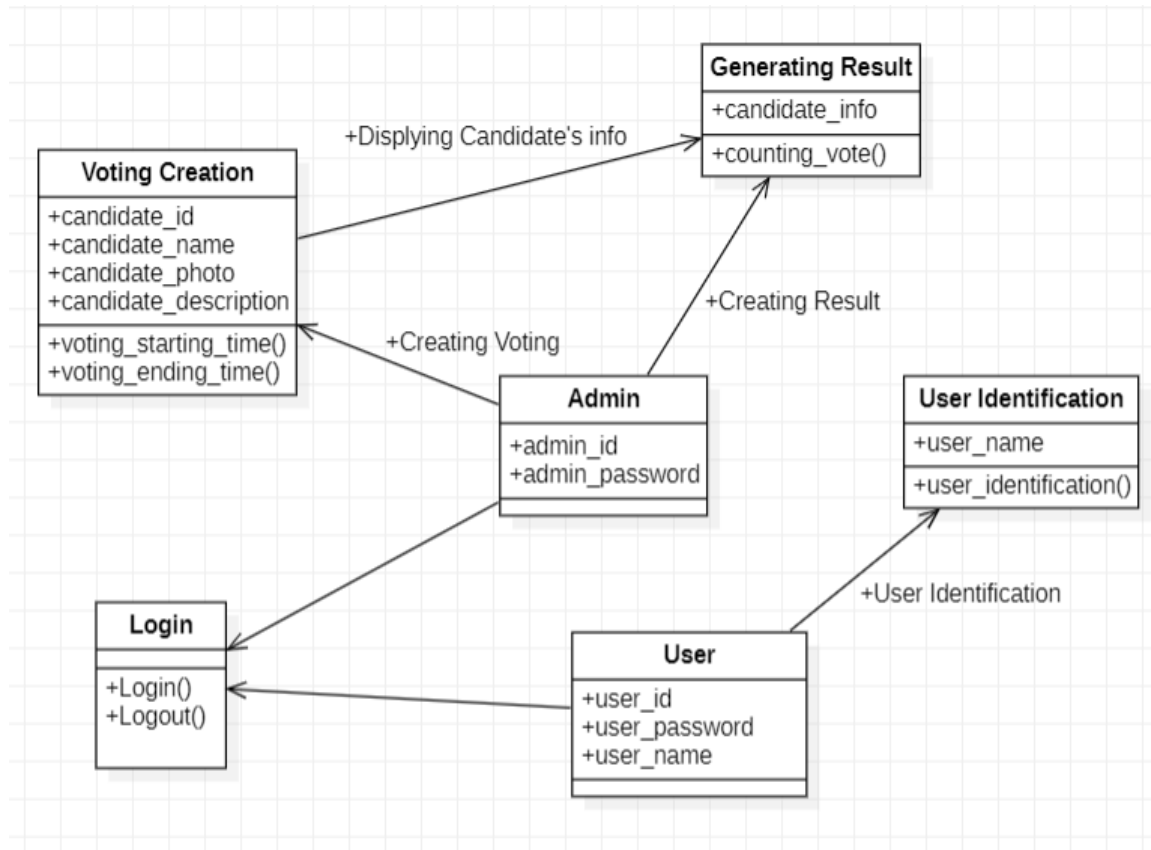 Generating Result
+candidate_info
+counting_vote()
+Displying Candidate's info
Voting Creation
+candidate_id
+candidate_name
+candidate_photo
+candidate_description
+voting_starting_time()
+voting_ending_time()
+Creating Result
+Creating Voting
Admin
+admin_id
+admin_password
User Identification
+user_name
+user_identification()
+User Identification
Login
+Login()
+Logout()
User
+user_id
+user_password
+user_name